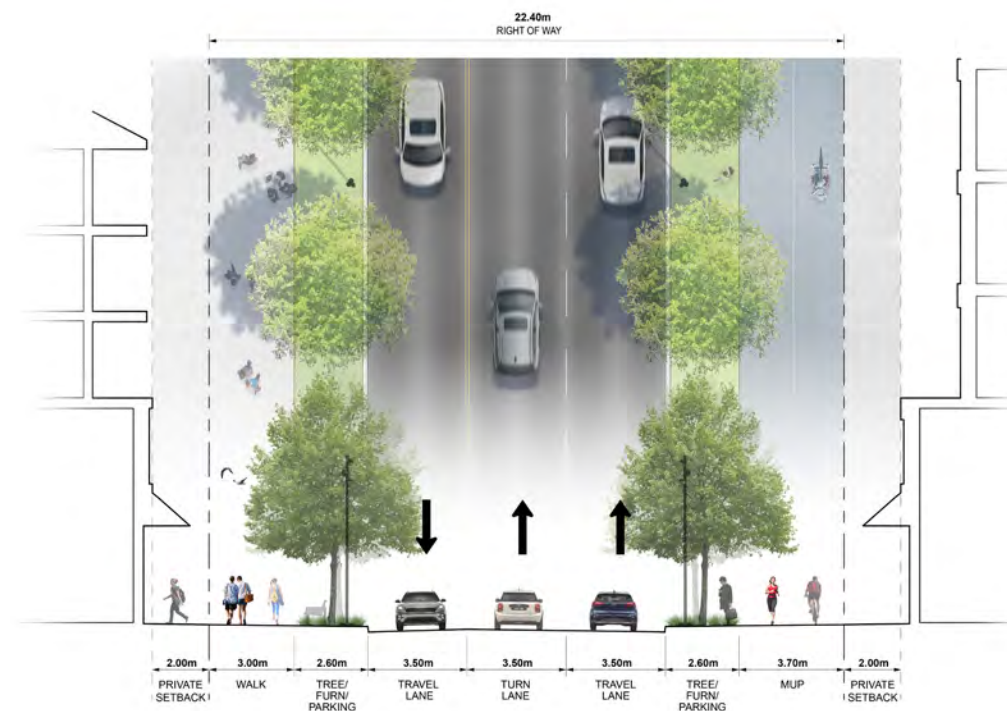 22.40m
RIGHT OF WAY
2.00m 3.00m 2.60m 3.50m 3.50m 3.50m 2.60m 3.70m 2.00m
PRIVATE WALK TREE/ TRAVEL TURN TRAVEL TREE/ MUP PRIVATE
SETBACK FURN/ LANE LANE LANE FURN/ SETBACK
PARKING PARKING